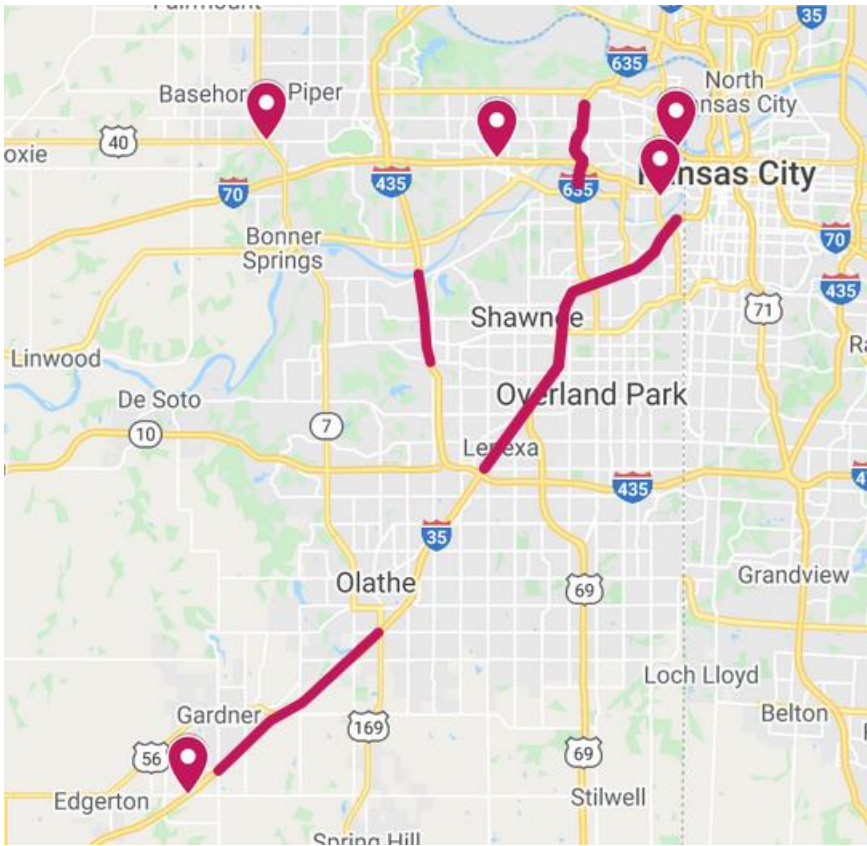 Fairmount
35
635
North
Kansas City
Basehor
Piper
40
oxie
435
70
635
Kansas City
Bonner
Springs
70
435
71
Shawnee
Linwood
De Soto
Overland Park
7
10
Lenexa
435
35
Olathe
69
Grandview
Loch Lloyd
Gardner
169
Belton
56
69
Edgerton
Stilwell
Spring Hill